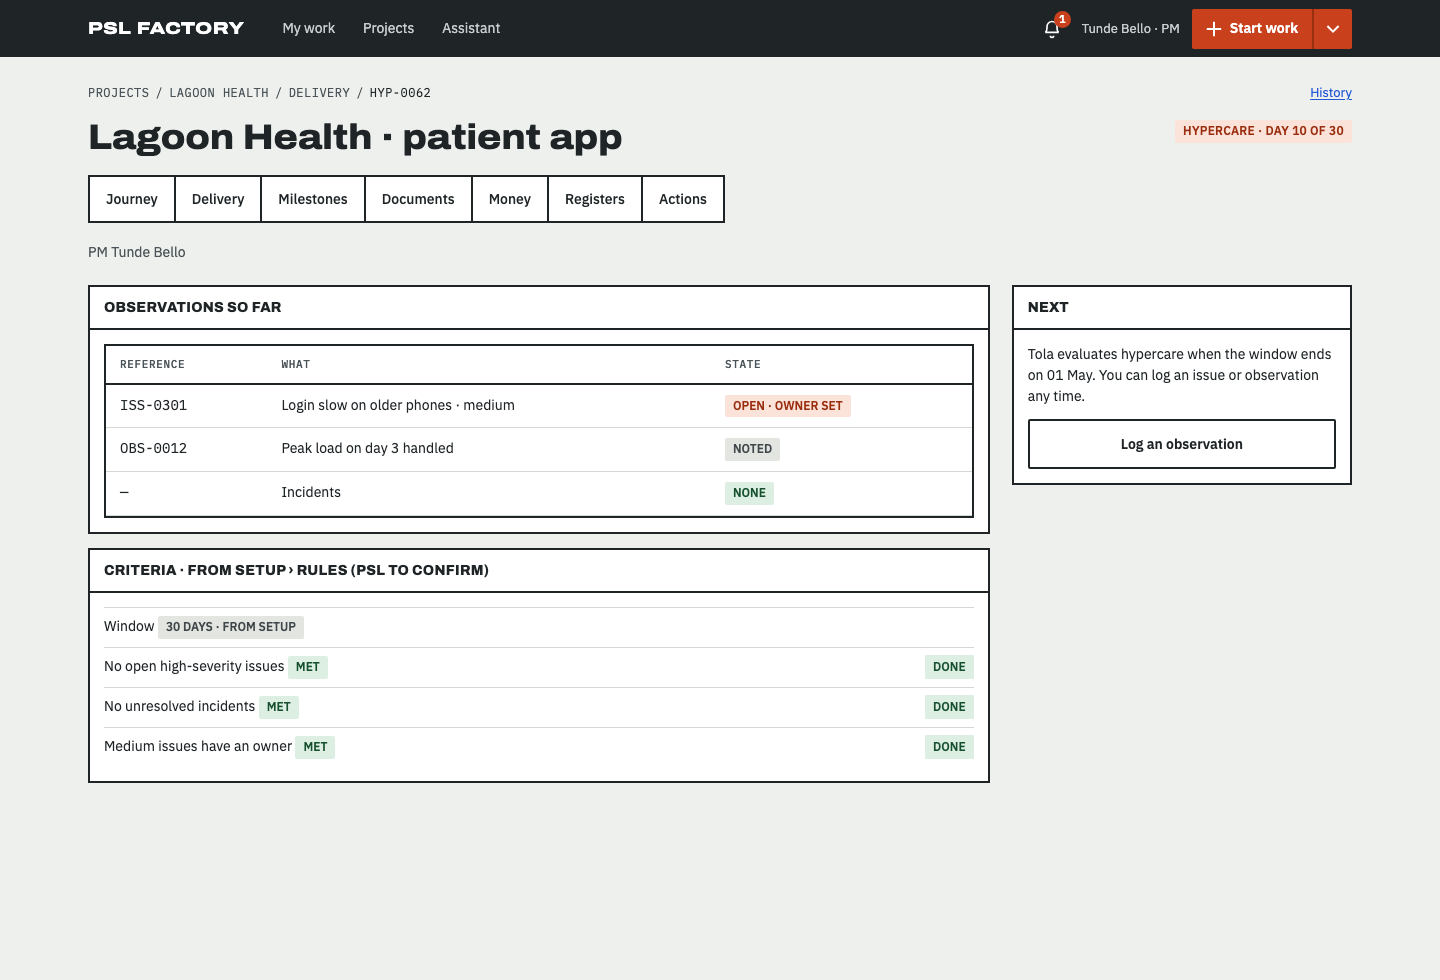 PSL FACTORY My work Projects Assistant 1 Tunde Bello · PM Start work
PROJECTS / LAGOON HEALTH / DELIVERY / HYP-0062 History
Lagoon Health · patient app HYPERCARE · DAY 10 OF 30
Journey Delivery Milestones Documents Money Registers Actions
PM Tunde Bello
OBSERVATIONS SO FAR
REFERENCE WHAT STATE
ISS-0301 Login slow on older phones · medium OPEN · OWNER SET
OBS-0012 Peak load on day 3 handled NOTED
— Incidents NONE
CRITERIA · FROM SETUP › RULES (PSL TO CONFIRM)
Window 30 DAYS · FROM SETUP
No open high-severity issues MET DONE
No unresolved incidents MET DONE
Medium issues have an owner MET DONE
NEXT
Tola evaluates hypercare when the window ends
on 01 May. You can log an issue or observation
any time.
Log an observation